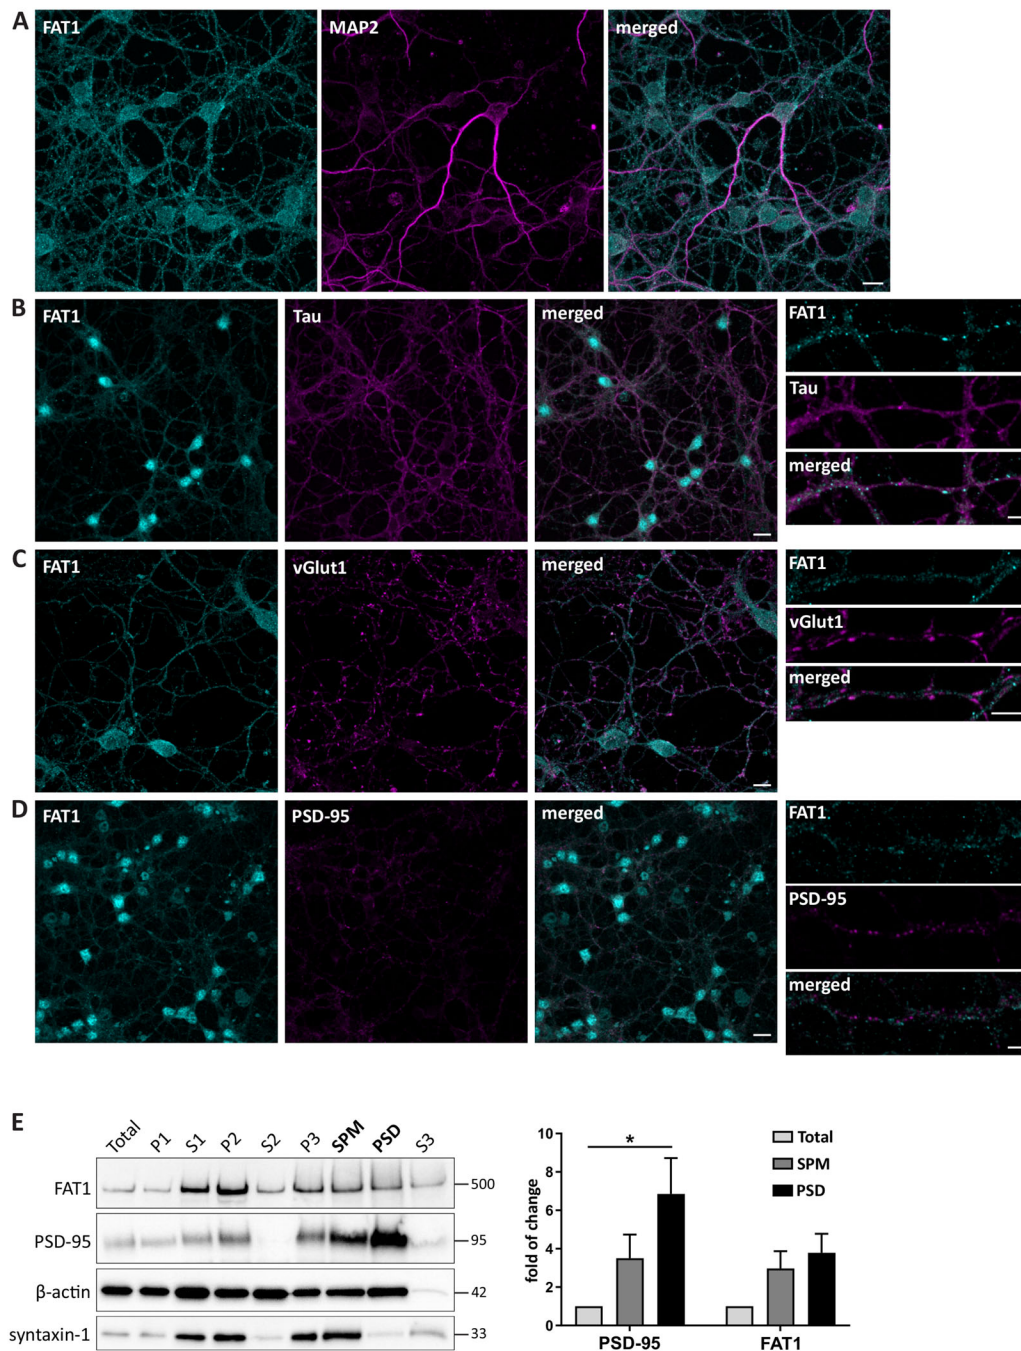 A
FAT1
MAP2
merged
B
FAT1
Tau
merged
FAT1
Tau
merged
C
FAT1
vGlut1
merged
FAT1
vGlut1
merged
D
FAT1
PSD-95
merged
FAT1
PSD-95
merged
E
Total P1 S1 P2 S2 P3 SPM PSD S3
FAT1 500
PSD-95 95
β-actin 42
syntaxin-1 33
fold of change
10
8
6
4
2
0
*
Total
SPM
PSD
PSD-95 FAT1